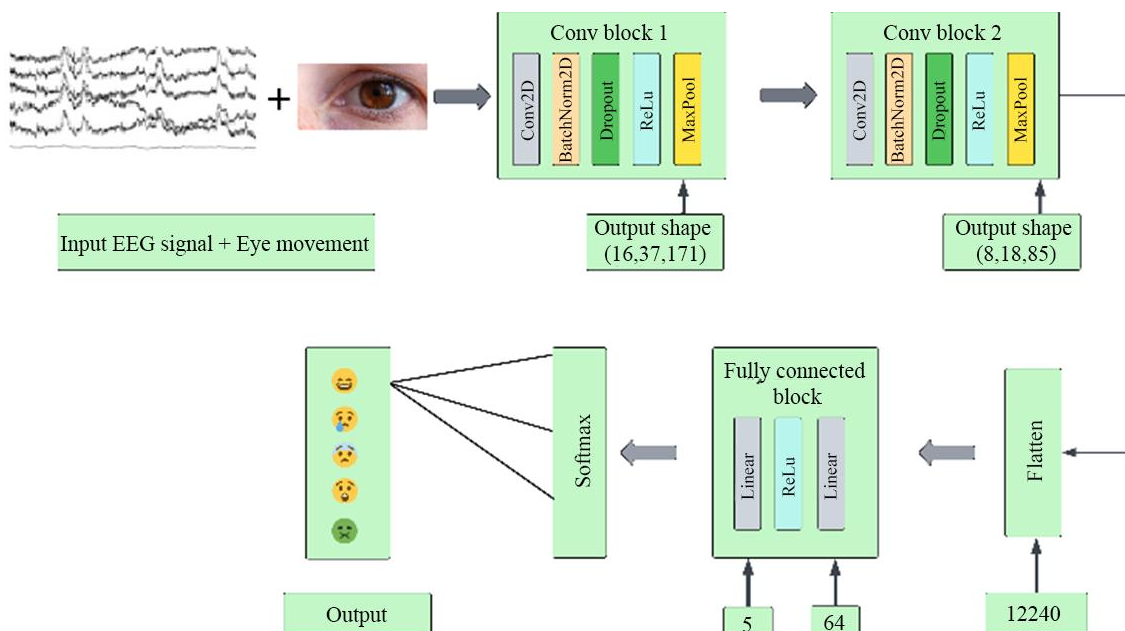 Conv block 1
Conv2D
BatchNorm2D
Dropout
ReLu
MaxPool
Conv block 2
Conv2D
BatchNorm2D
Dropout
ReLu
MaxPool
Input EEG signal + Eye movement
Output shape
(16,37,171)
Output shape
(8,18,85)
Softmax
Fully connected
block
Linear
ReLu
Linear
Flatten
Output
5
64
12240